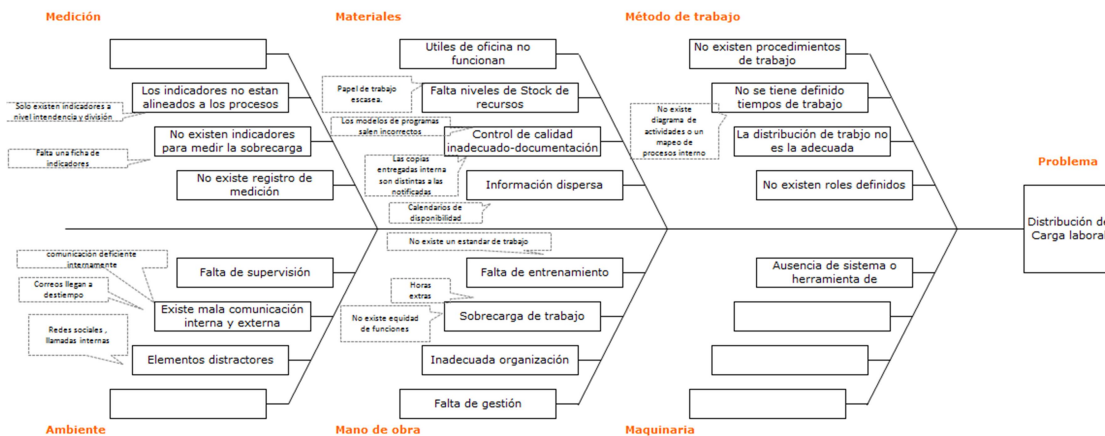 Medición
Materiales
Método de trabajo
Utiles de oficina no
funcionan
No existen procedimientos
de trabajo
Los indicadores no estan
alineados a los procesos
Solo existen indicadores a
nivel intendencia y división
Papel de trabajo
escasea.
Falta niveles de Stock de
recursos
No se tiene definido
tiempos de trabajo
No existe
diagrama de
actividades o un
mapeo de
procesos interno
No existen indicadores
para medir la sobrecarga
Falta una ficha de
indicadores
Los modelos de programas
salen incorrectos
Control de calidad
inadecuado-documentación
La distribución de trabjo no
es la adecuada
Las copias
entregadas interna
son distintas a las
notificadas
No existe registro de
medición
Información dispersa
No existen roles definidos
Calendarios de
disponibilidad
Problema
Distribución de
Carga laboral
No existe un estandar de trabajo
comunicación deficiente
internamente
Falta de supervisión
Falta de entrenamiento
Ausencia de sistema o
herramienta de
Correos llegan a
destiempo
Horas
extras
Existe mala comunicación
interna y externa
No existe equidad
de funciones
Sobrecarga de trabajo
Redes sociales ,
llamadas internas
Elementos distractores
Inadecuada organización
Falta de gestión
Ambiente
Mano de obra
Maquinaria